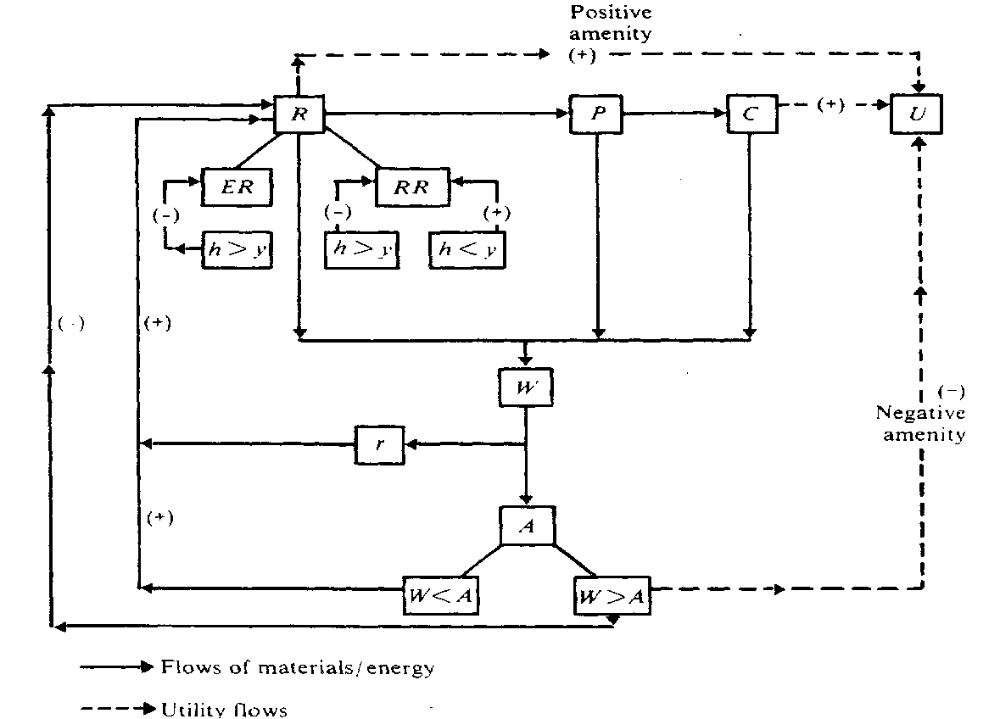 Positive
amenity
(+)
R
P
C
(+)
U
ER
RR
(-)
(-)
(+)
h > y
h > y
h < y
(-)
(+)
W
(-)
Negative
amenity
r
(+)
A
W < A
W > A
Flows of materials/energy
Utility flows